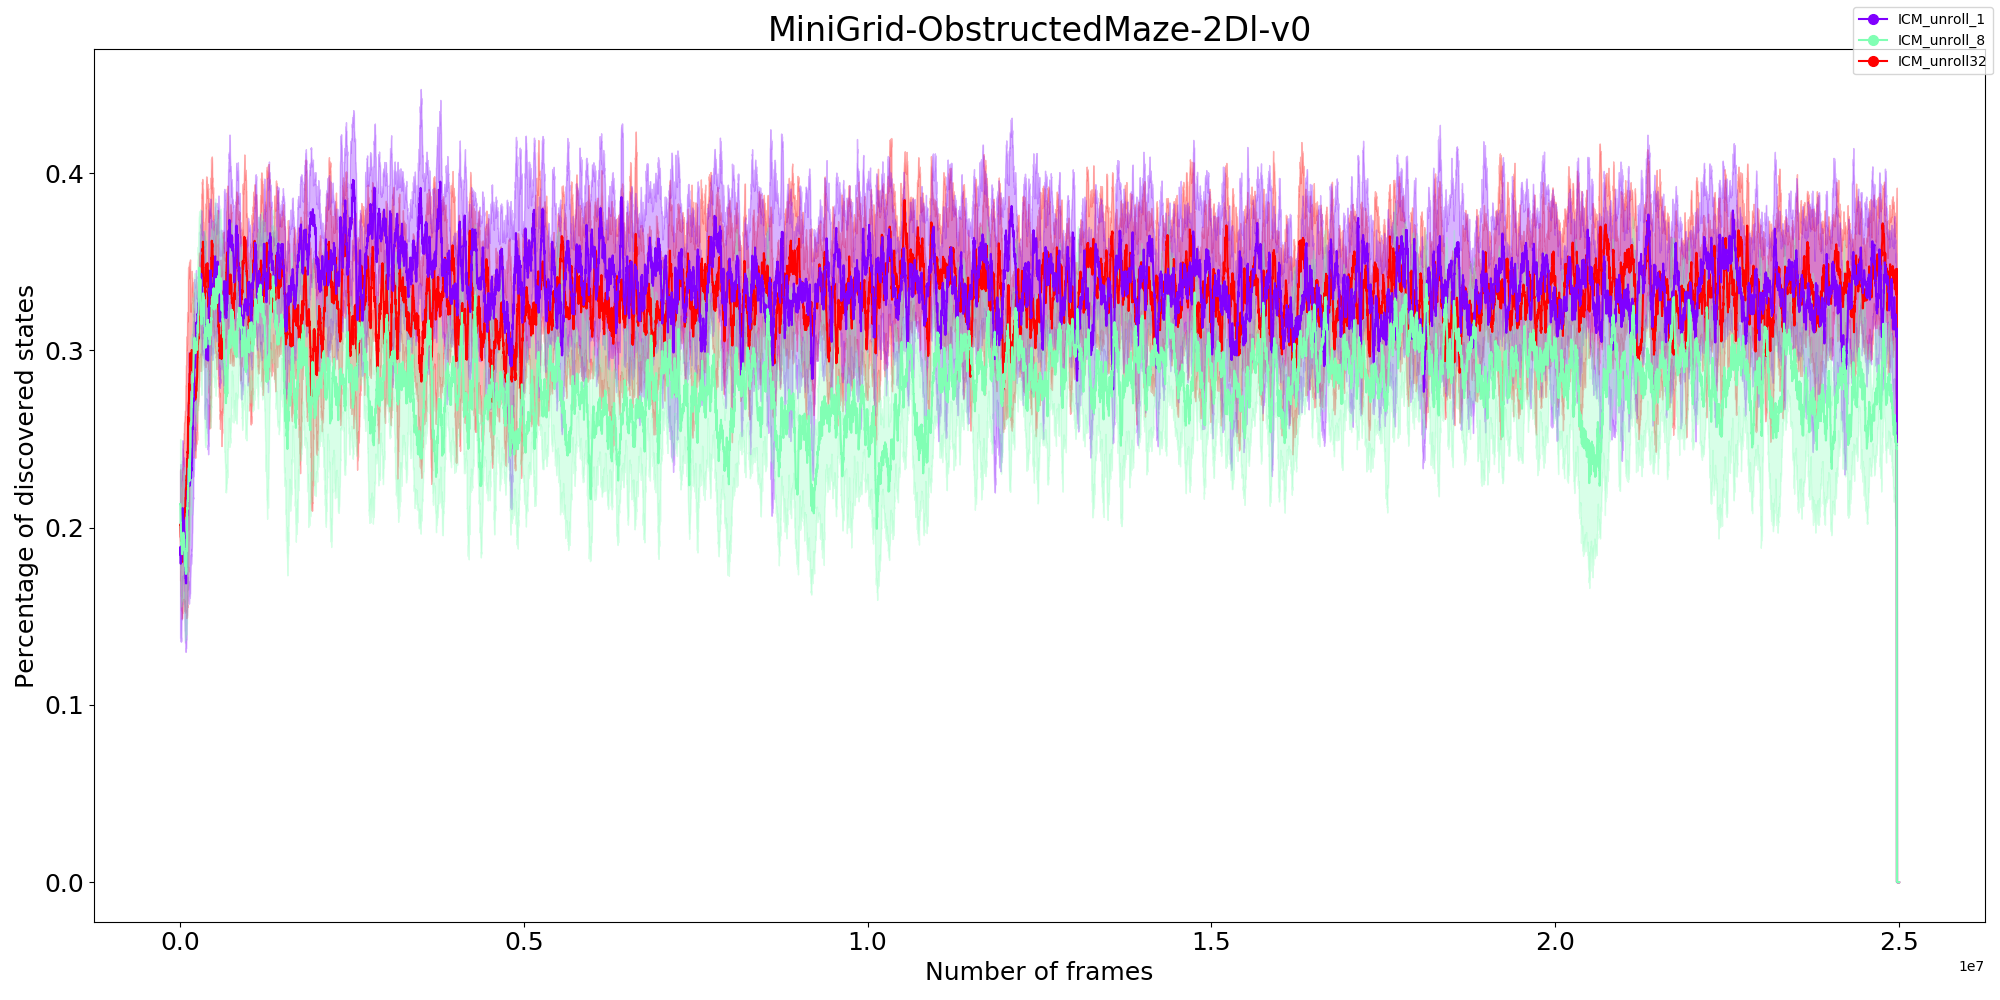 MiniGrid-ObstructedMaze-2Dl-v0
ICM_unroll_1
ICM_unroll_8
ICM_unroll32
Percentage of discovered states
0.4
0.3
0.2
0.1
0.0
0.0 0.5 1.0 1.5 2.0 2.5
Number of frames
1e7